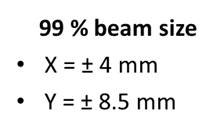 99 % beam size
• X = ± 4 mm
• Y = ± 8.5 mm